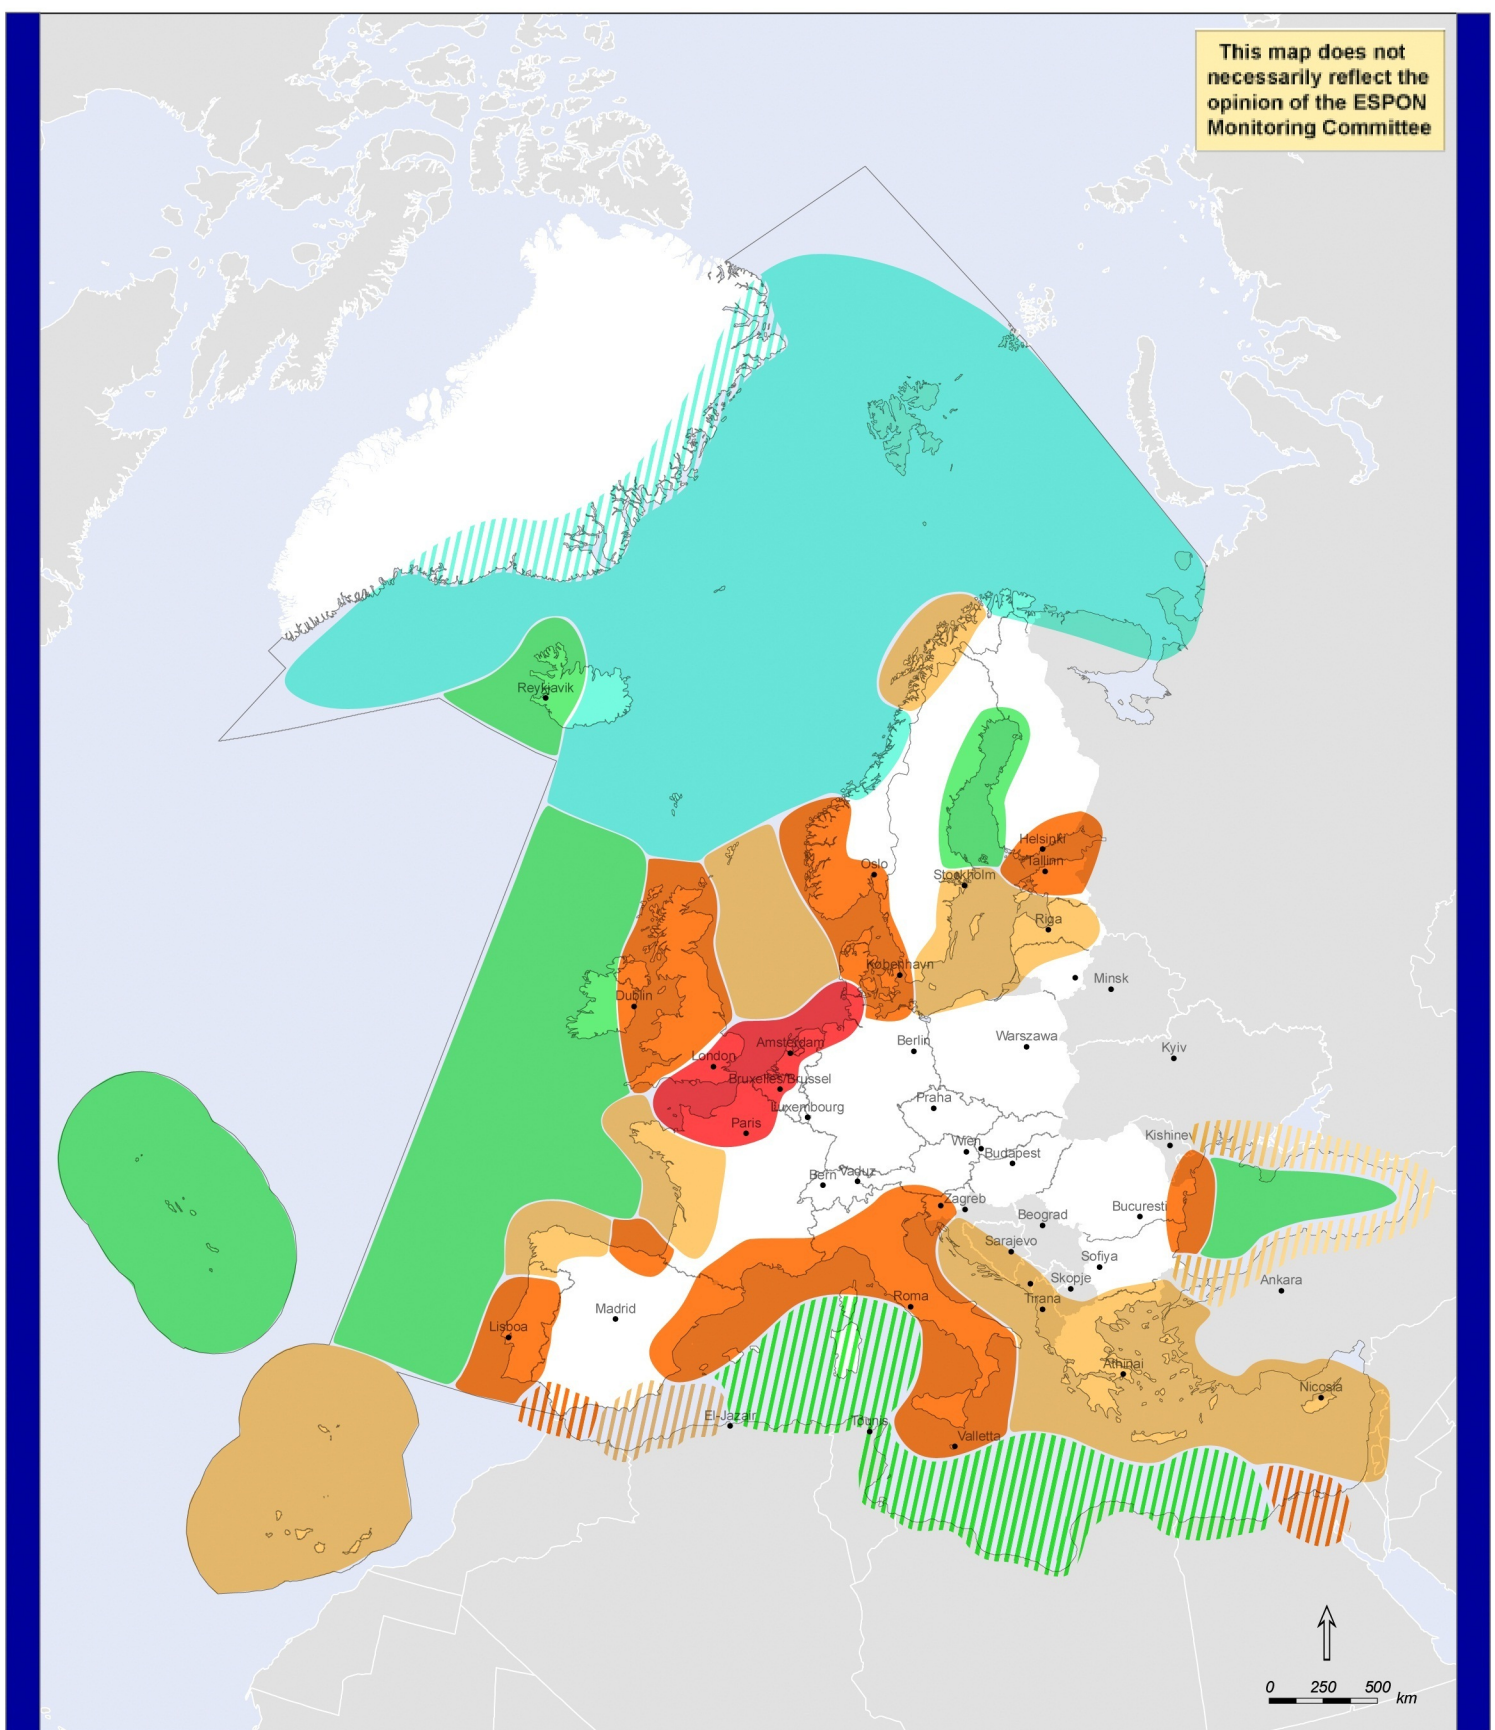 This map does not
necessarily reflect the
opinion of the ESPON
Monitoring Committee
Reykjavik
Helsinki
Tallinn
Oslo
Stockholm
Riga
København
Minsk
Dublin
Berlin
Warszawa
Amsterdam
London
Kyiv
Bruxelles/Brussel
Luxembourg
Praha
Paris
Kishinev
Wien
Budapest
Bern
Vaduz
Zagreb
Beograd
Bucuresti
Sarajevo
Sofiya
Skopje
Ankara
Roma
Tirana
Madrid
Lisboa
Athinai
Nicosia
El-Jazair
Tounis
Valletta
0 250 500 km